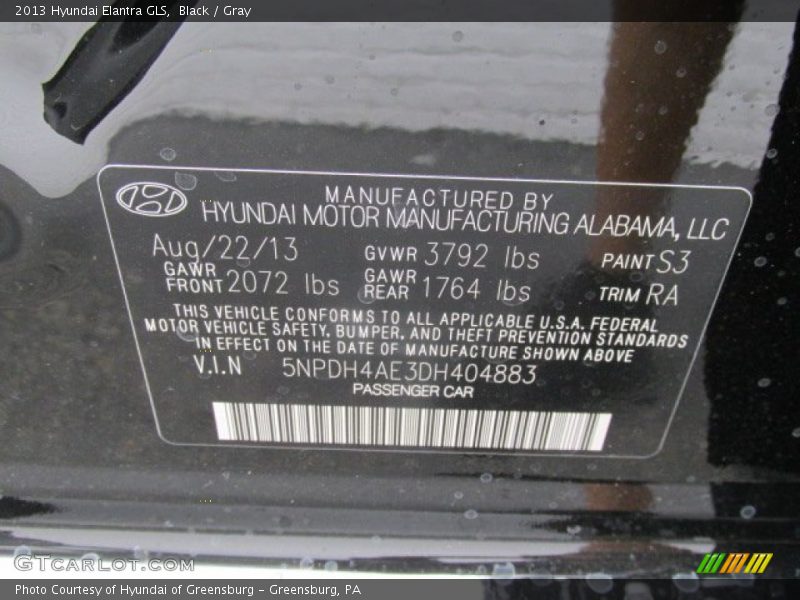 2013 Hyundai Elantra GLS, Black / Gray
MANUFACTURED BY
HYUNDAI MOTOR MANUFACTURING ALABAMA, LLC
Aug/22/13 GVWR 3792 lbs PAINT S3
GAWR FRONT 2072 lbs GAWR REAR 1764 lbs TRIM RA
THIS VEHICLE CONFORMS TO ALL APPLICABLE U.S.A. FEDERAL
MOTOR VEHICLE SAFETY, BUMPER, AND THEFT PREVENTION STANDARDS
IN EFFECT ON THE DATE OF MANUFACTURE SHOWN ABOVE
V.I.N 5NPDH4AE3DH404883
PASSENGER CAR
GTcarlot.com
Photo Courtesy of Hyundai of Greensburg – Greensburg, PA